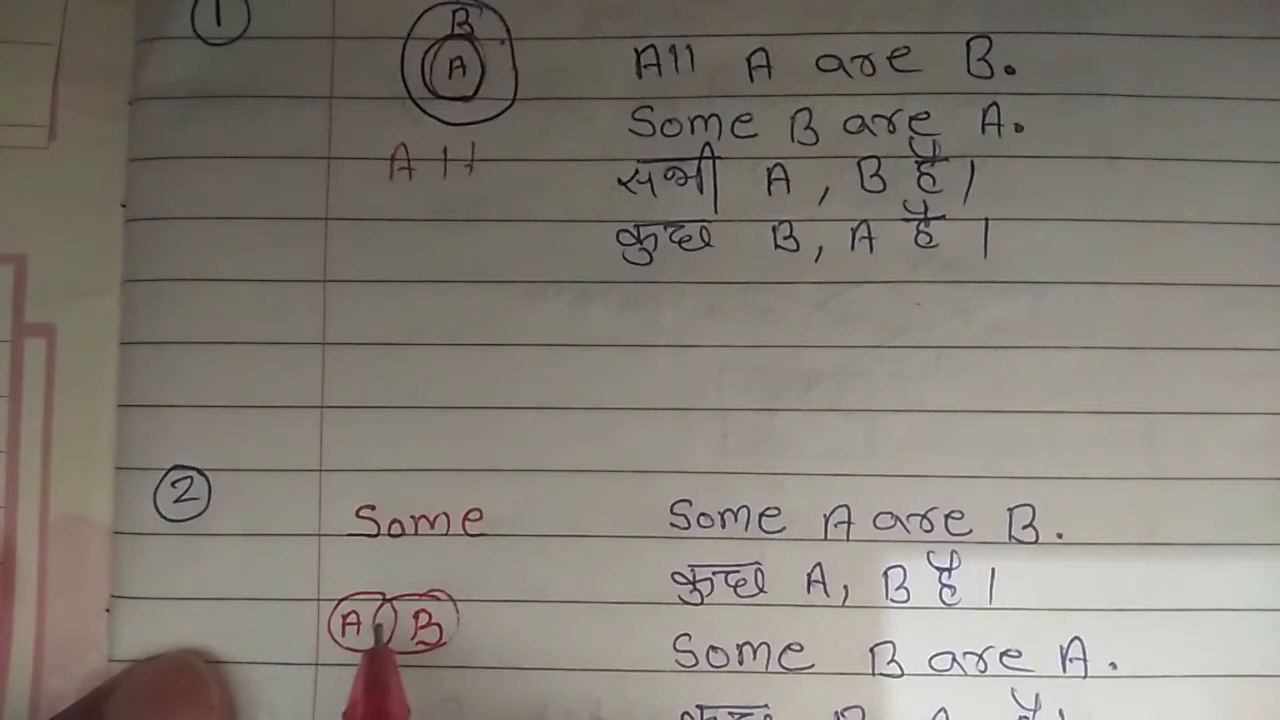 1
B
A
All A are B.
Some B are A.
All
सभी A, B है।
कुछ B, A है।
2
Some
Some A are B.
कुछ A, B है।
A B
Some B are A.